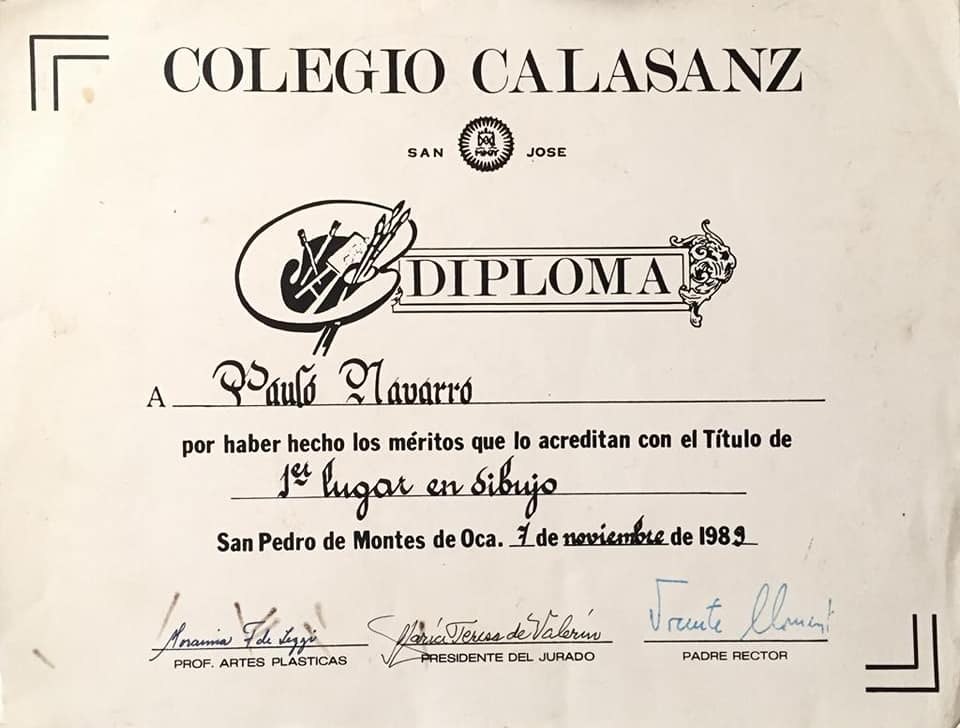 COLEGIO CALASANZ
SAN JOSE
DIPLOMA
A Paulo Navarro
por haber hecho los méritos que lo acreditan con el Título de
1er lugar en dibujo
San Pedro de Montes de Oca. 7 de noviembre de 1989
María Teresa de Valerín
Vicente
PROF. ARTES PLASTICAS
PRESIDENTE DEL JURADO
PADRE RECTOR